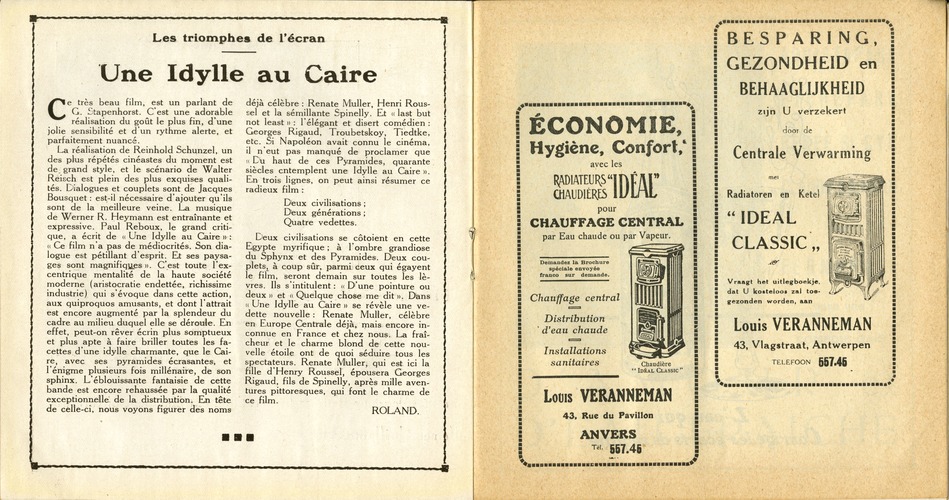 Les triomphes de l'écran
Une Idylle au Caire
Ce très beau film, est un parlant de
G. Stapenhorst. C'est une adorable
réalisation du goût le plus fin, d'une
jolie sensibilité et d'un rythme alerte, et
parfaitement nuancé.
La réalisation de Reinhold Schunzel, un
des plus répétés cinéastes du moment est
de grand style, et le scénario de Walter
Reisch est plein des plus exquises quali-
tés. Dialogues et couplets sont de Jacques
Bousquet : est-il nécessaire d'ajouter qu'ils
sont de la meilleure veine. La musique
de Werner R. Heymann est entraînante et
expressive. Paul Reboux, le grand criti-
que, a écrit de « Une Idylle au Caire » :
« Ce film n'a pas de médiocrités. Son dia-
logue est pétillant d'esprit. Et ses paysa-
ges sont magnifiques ». C'est toute l'ex-
centrique mentalité de la haute société
moderne (aristocratie endettée, richissime
industrie) qui s'évoque dans cette action,
aux quiproquos amusants, et dont l'attrait
est encore augmenté par la splendeur du
cadre au milieu duquel elle se déroule. En
effet, peut-on rêver écrin plus somptueux
et plus apte à faire briller toutes les fa-
cettes d'une idylle charmante, que le Cai-
re, avec ses pyramides écrasantes, et
l'énigme plusieurs fois millénaire, de son
sphinx. L'éblouissante fantaisie de cette
bande est encore rehaussée par la qualité
exceptionnelle de la distribution. En tête
de celle-ci, nous voyons figurer des noms
déjà célèbre : Renate Muller, Henri Rous-
sel et la sémillante Spinelly. Et « last but
not least » : l'élégant et disert comédien :
Georges Rigaud, Troubetskoy, Tiedtke,
etc. Si Napoléon avait connu le cinéma,
il n'eut pas manqué de proclamer que
« Du haut de ces Pyramides, quarante
siècles contemplent une Idylle au Caire ».
En trois lignes, on peut ainsi résumer ce
radieux film :
Deux civilisations ;
Deux générations ;
Quatre vedettes.
Deux civilisations se côtoient en cette
Egypte myrifique ; à l'ombre grandiose
du Sphynx et des Pyramides. Deux cou-
plets, à coup sûr, parmi ceux qui égayent
film, seront demain sur toutes les lè-
vres. Ils s'intitulent : « D'une pointure ou
deux » et « Quelque chose me dit ». Dans
« Une Idylle au Caire » se révèle une ve-
dette nouvelle : Renate Muller, célèbre
en Europe Centrale déjà, mais encore in-
connue en France et chez nous. La fraî-
cheur et le charme blond de cette nou-
velle étoile ont de quoi séduire tous les
spectateurs. Renate Muller, qui est ici la
fille d'Henry Roussel, épousera Georges
Rigaud, fils de Spinelly, après mille aven-
tures pittoresques, qui font le charme de
ce film.
ROLAND.
ÉCONOMIE,
Hygiène, Confort,
avec les
RADIATEURS
CHAUDIÈRES "IDÉAL"
pour
CHAUFFAGE CENTRAL
par Eau chaude ou par Vapeur.
Demandez la Brochure
spéciale envoyée
franco sur demande.
Chauffage central
Distribution
d'eau chaude
Installations
sanitaires
Chaudière
"IDÉAL CLASSIC"
Louis VERANNEMAN
43, Rue du Pavillon
ANVERS
Tél. 557.45
BESPARING,
GEZONDHEID en
BEHAAGLIJKHEID
zijn U verzekert
door de
Centrale Verwarming
met
Radiatoren en Ketel
" IDEAL
CLASSIC „
Vraagt het uitlegboekje,
dat U kosteloos zal toe-
gezonden worden, aan
Louis VERANNEMAN
43, Vlagstraat, Antwerpen
TELEFOON 557.45